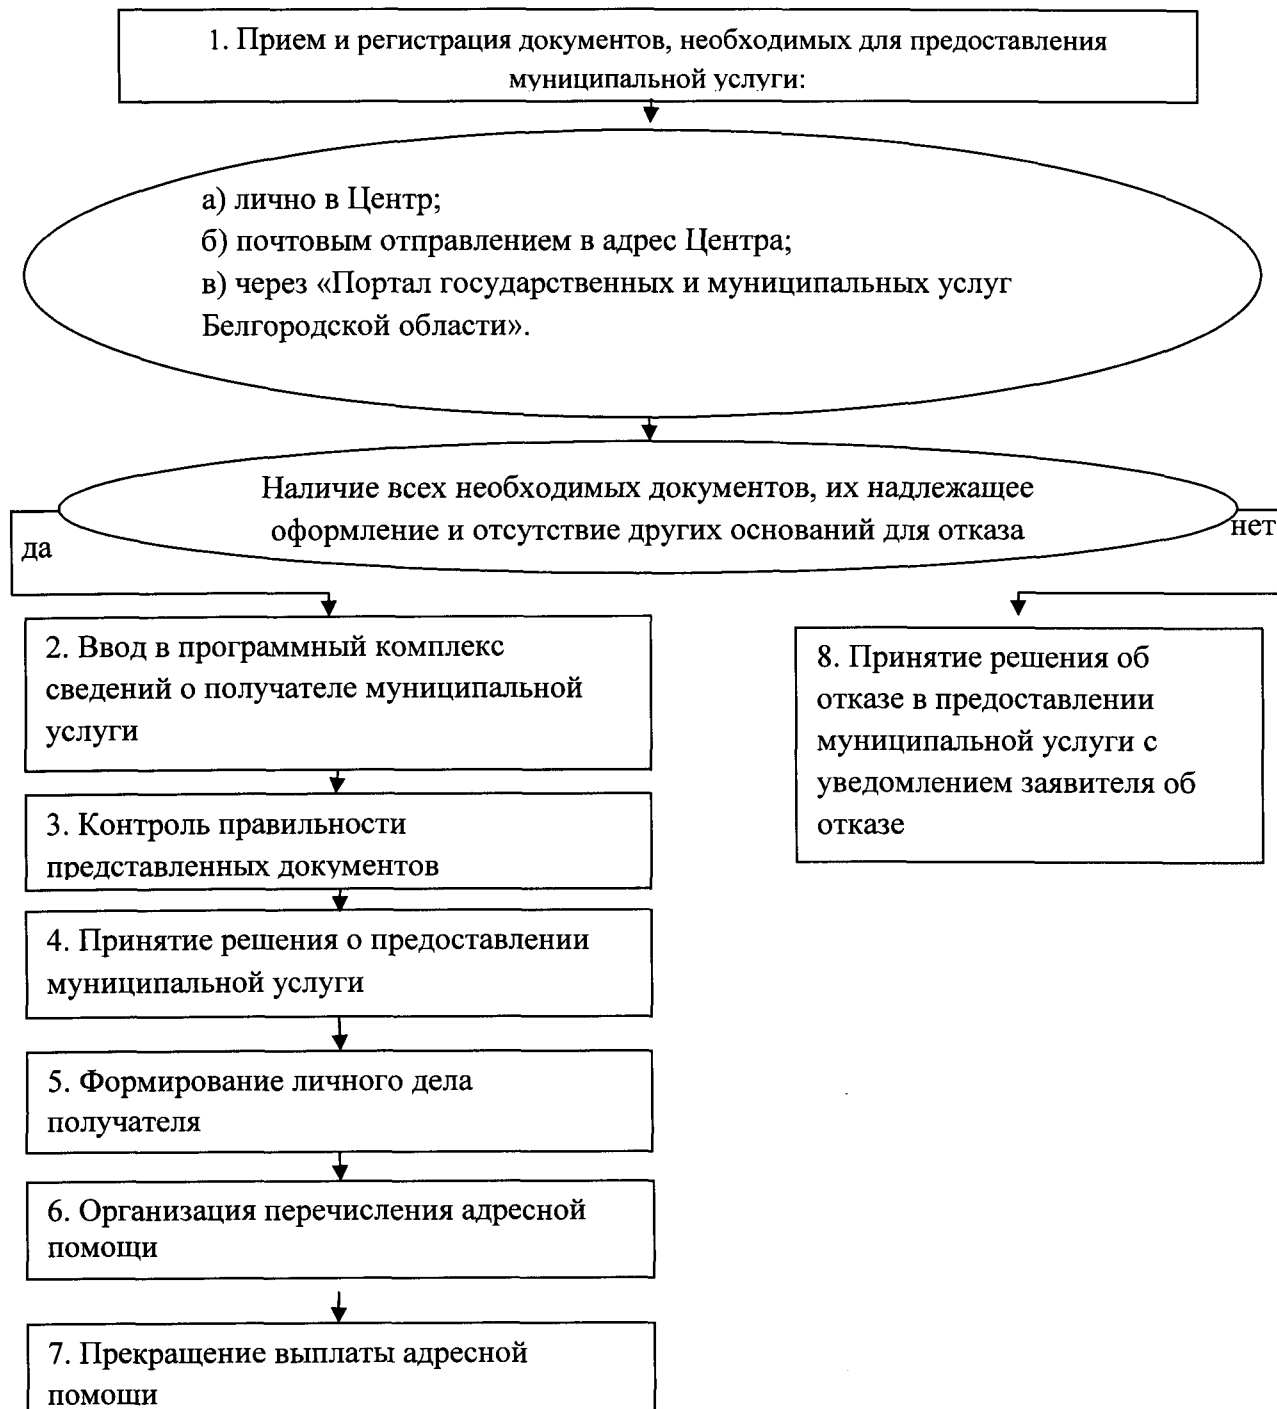 1. Прием и регистрация документов, необходимых для предоставления
муниципальной услуги:
а) лично в Центр;
б) почтовым отправлением в адрес Центра;
в) через «Портал государственных и муниципальных услуг
Белгородской области».
Наличие всех необходимых документов, их надлежащее
оформление и отсутствие других оснований для отказа
да
нет
2. Ввод в программный комплекс
сведений о получателе муниципальной
услуги
3. Контроль правильности
представленных документов
4. Принятие решения о предоставлении
муниципальной услуги
5. Формирование личного дела
получателя
6. Организация перечисления адресной
помощи
7. Прекращение выплаты адресной
помощи
8. Принятие решения об
отказе в предоставлении
муниципальной услуги с
уведомлением заявителя об
отказе